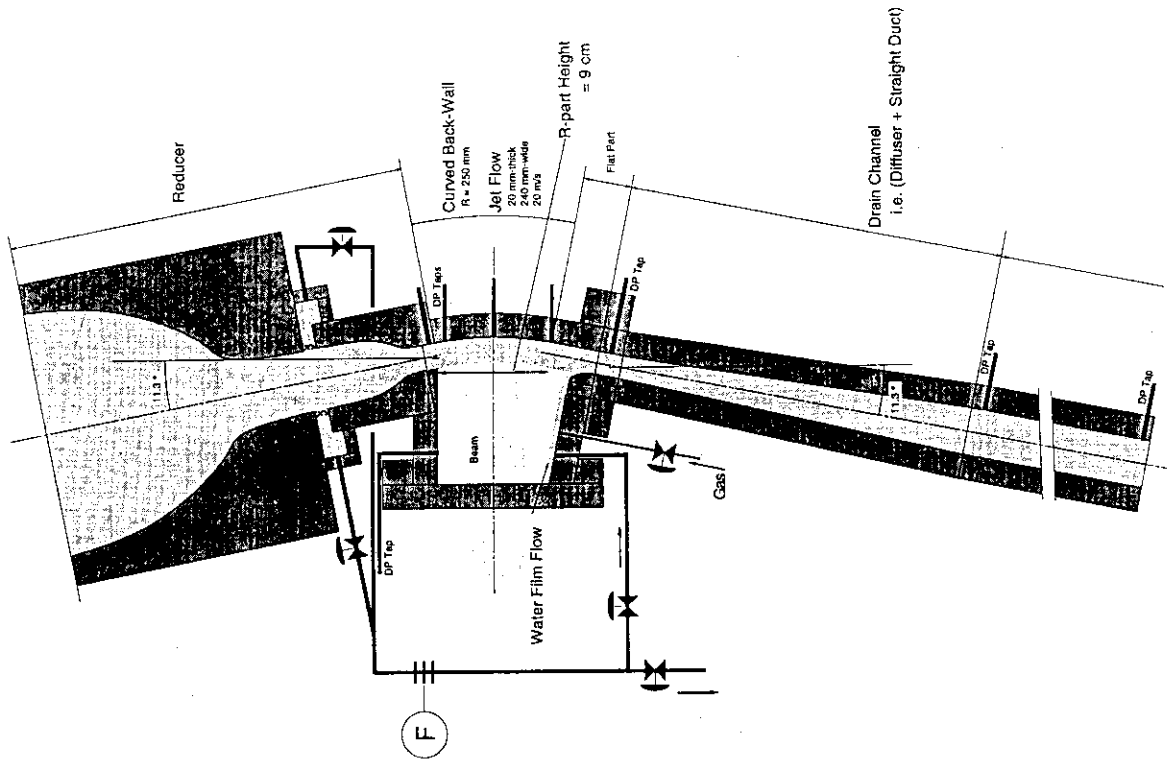 Reducer
Curved Back-Wall
R = 250 mm
Jet Flow
20 mm-thick
240 mm-wide
20 m/s
R-part Height
= 9 cm
Flat Part
Drain Channel
i.e. (Diffuser + Straight Duct)
11.3°
DP Taps
DP Tap
11.3°
DP Tap
DP Tap
Beam
Gas
DP Tap
Water Film Flow
F